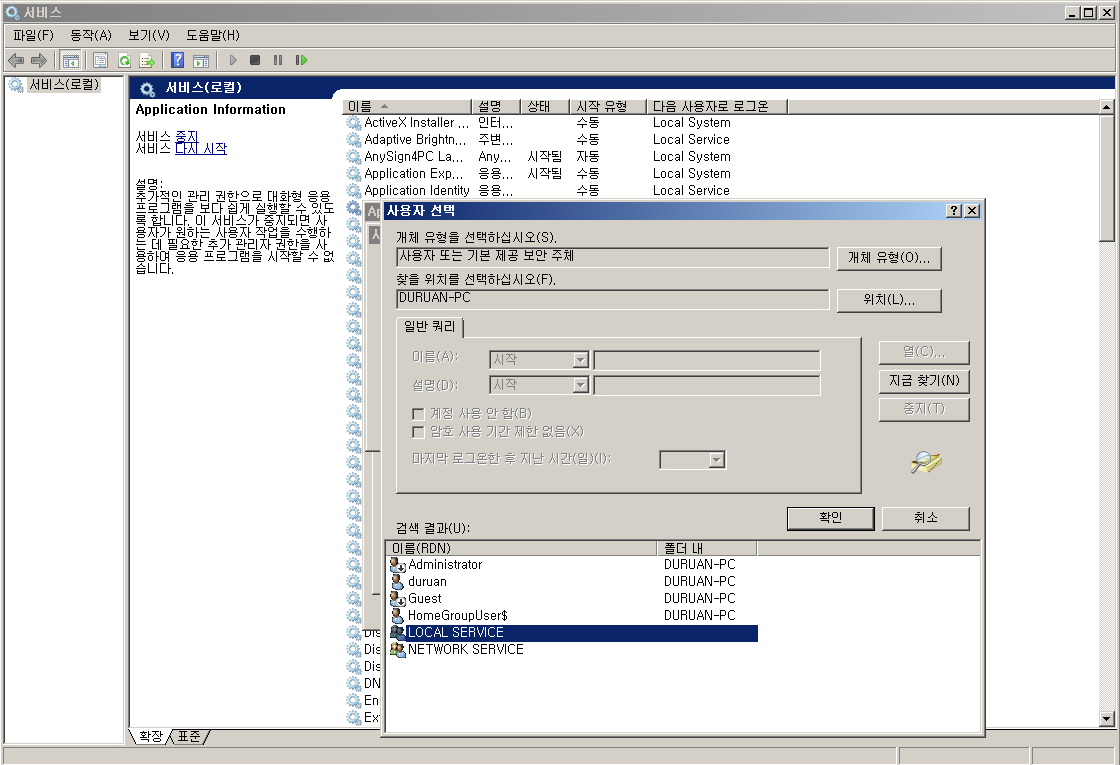 서비스
파일(F) 동작(A) 보기(V) 도움말(H)
서비스(로컬)
서비스(로컬)
Application Information
서비스 중지
서비스 다시 시작
설명:
추가적인 관리 권한으로 대화형 응용
프로그램을 보다 쉽게 실행할 수 있도
록 합니다. 이 서비스가 중지되면 사
용자가 원하는 사용자 작업을 수행하
는 데 필요한 추가 관리자 권한을 사
용하며 응용 프로그램을 시작할 수 없
습니다.
이름 설명 상태 시작 유형 다음 사용자로 로그온
ActiveX Installer ... 인터... 수동 Local System
Adaptive Brightn... 주변... 수동 Local Service
AnySign4PC La... Any... 시작됨 자동 Local System
Application Exp... 응용... 시작됨 수동 Local System
Application Identity 응용... 수동 Local Service
사용자 선택
개체 유형을 선택하십시오(S).
사용자 또는 기본 제공 보안 주체
개체 유형(O)...
찾을 위치를 선택하십시오(F).
DURUAN-PC
위치(L)...
일반 쿼리
이름(A): 시작
설명(D): 시작
계정 사용 안 함(B)
암호 사용 기간 제한 없음(X)
마지막 로그온한 후 지난 시간(일)(I):
열(C)...
지금 찾기(N)
중지(T)
확인
취소
검색 결과(U):
이름(RDN) 폴더 내
Administrator DURUAN-PC
duruan DURUAN-PC
Guest DURUAN-PC
HomeGroupUser$ DURUAN-PC
LOCAL SERVICE
NETWORK SERVICE
Dis
Dis
Dis
DN
En
Ex
확장 표준